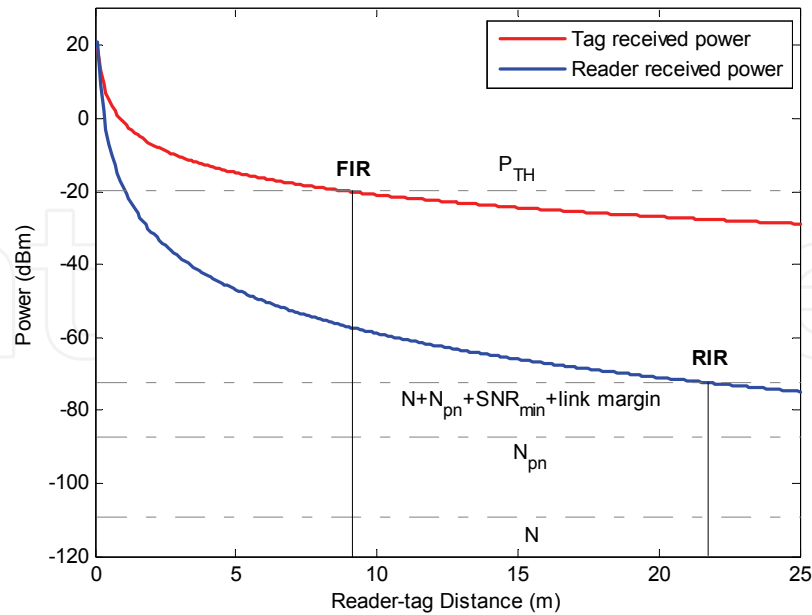 Tag received power
Reader received power
20
0
-20
-40
-60
-80
-100
-120
Power (dBm)
FIR
P_TH
RIR
N+N_pn+SNR_min+link margin
N_pn
N
0
5
10
15
20
25
Reader-tag Distance (m)